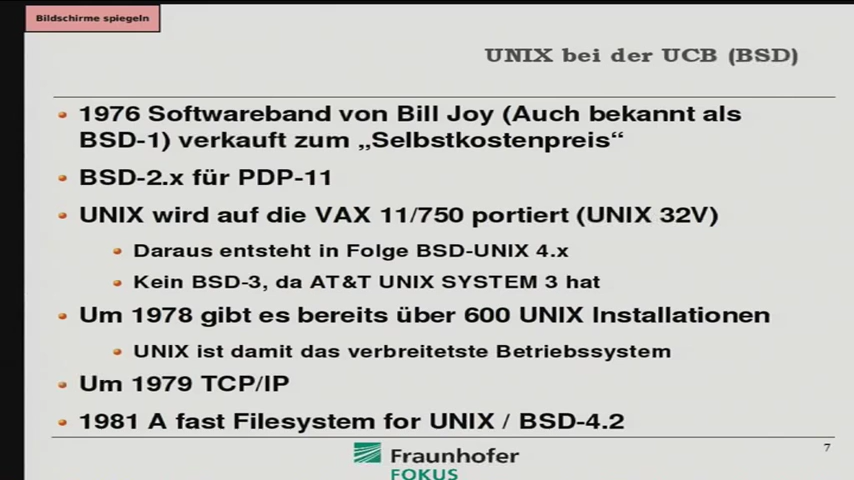 Bildschirme spiegeln
UNIX bei der UCB (BSD)
1976 Softwareband von Bill Joy (Auch bekannt als
BSD-1) verkauft zum „Selbstkostenpreis“
BSD-2.x für PDP-11
UNIX wird auf die VAX 11/750 portiert (UNIX 32V)
Daraus entsteht in Folge BSD-UNIX 4.x
Kein BSD-3, da AT&T UNIX SYSTEM 3 hat
Um 1978 gibt es bereits über 600 UNIX Installationen
UNIX ist damit das verbreitetste Betriebssystem
Um 1979 TCP/IP
1981 A fast Filesystem for UNIX / BSD-4.2
7
Fraunhofer
FOKUS